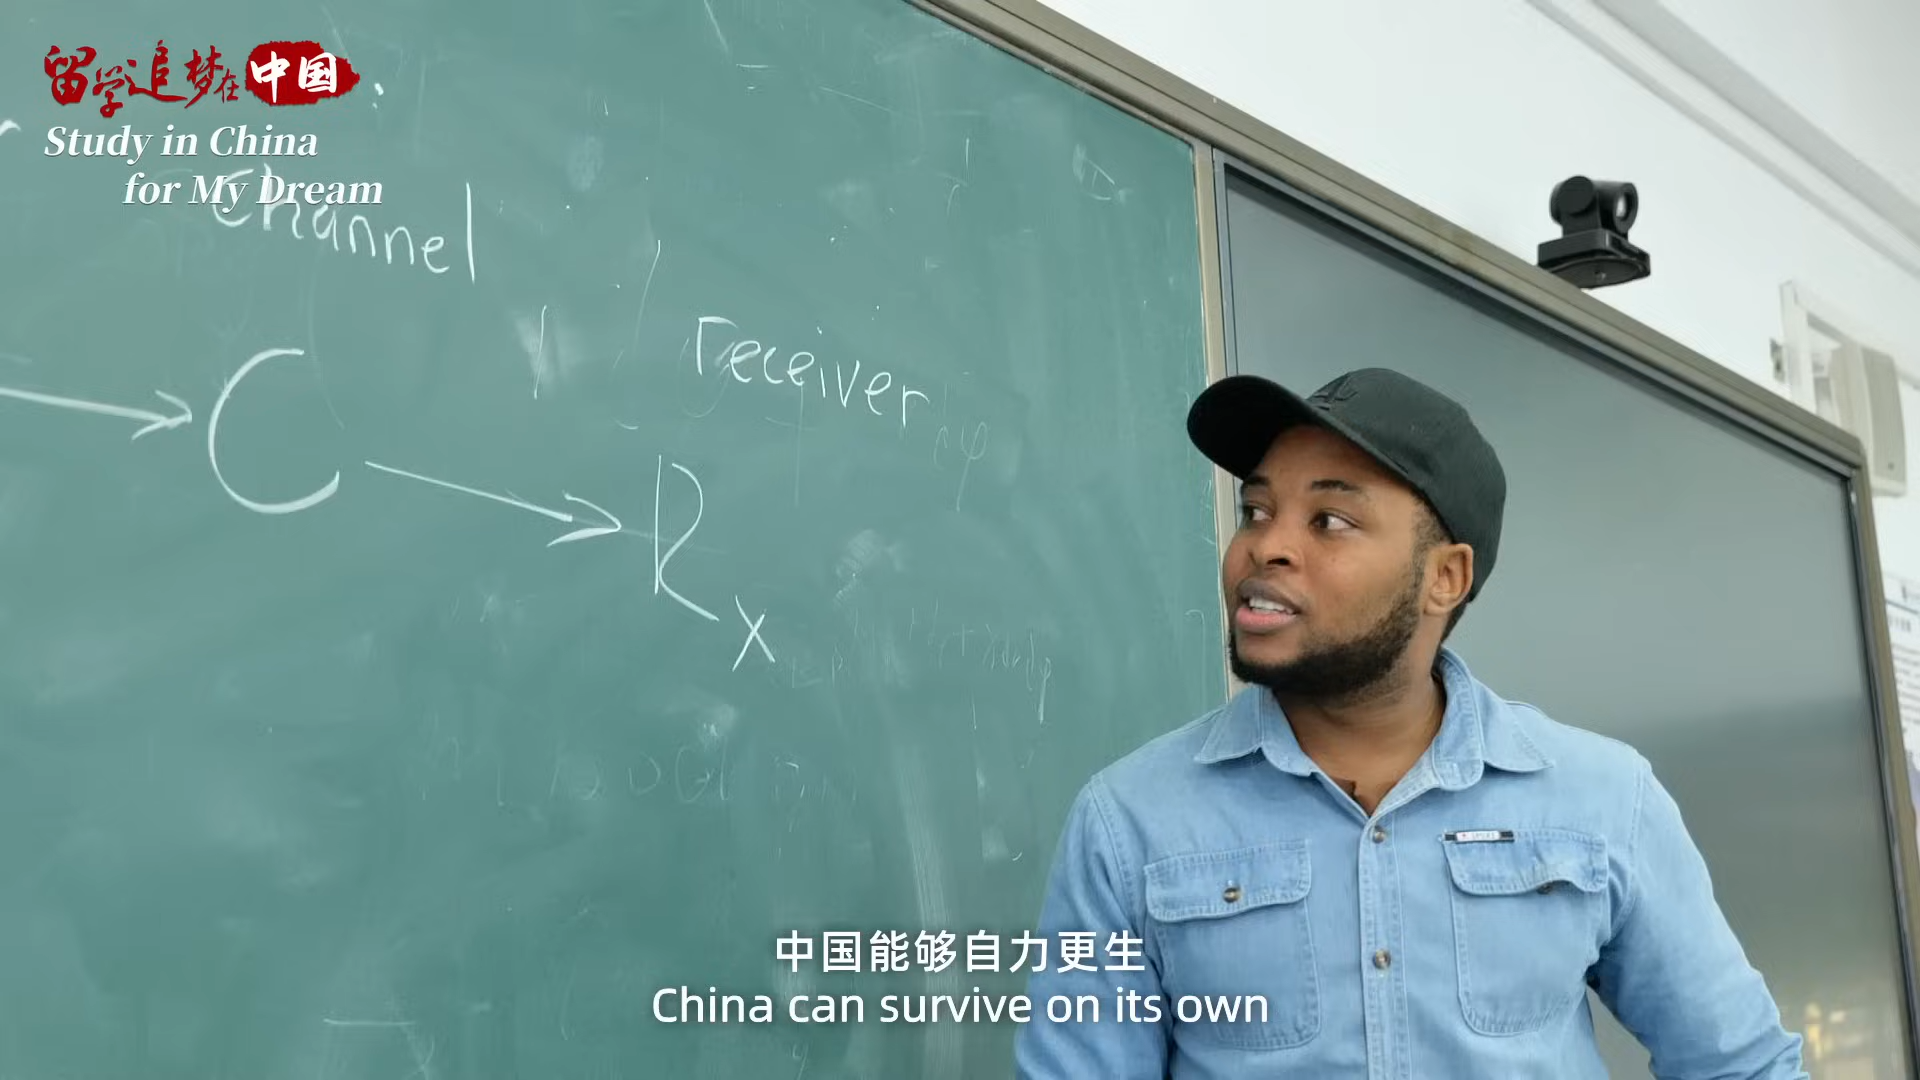 留学追梦在中国
Study in China
for My Dream
channel
receiver
C
Rx
中国能够自力更生
China can survive on its own